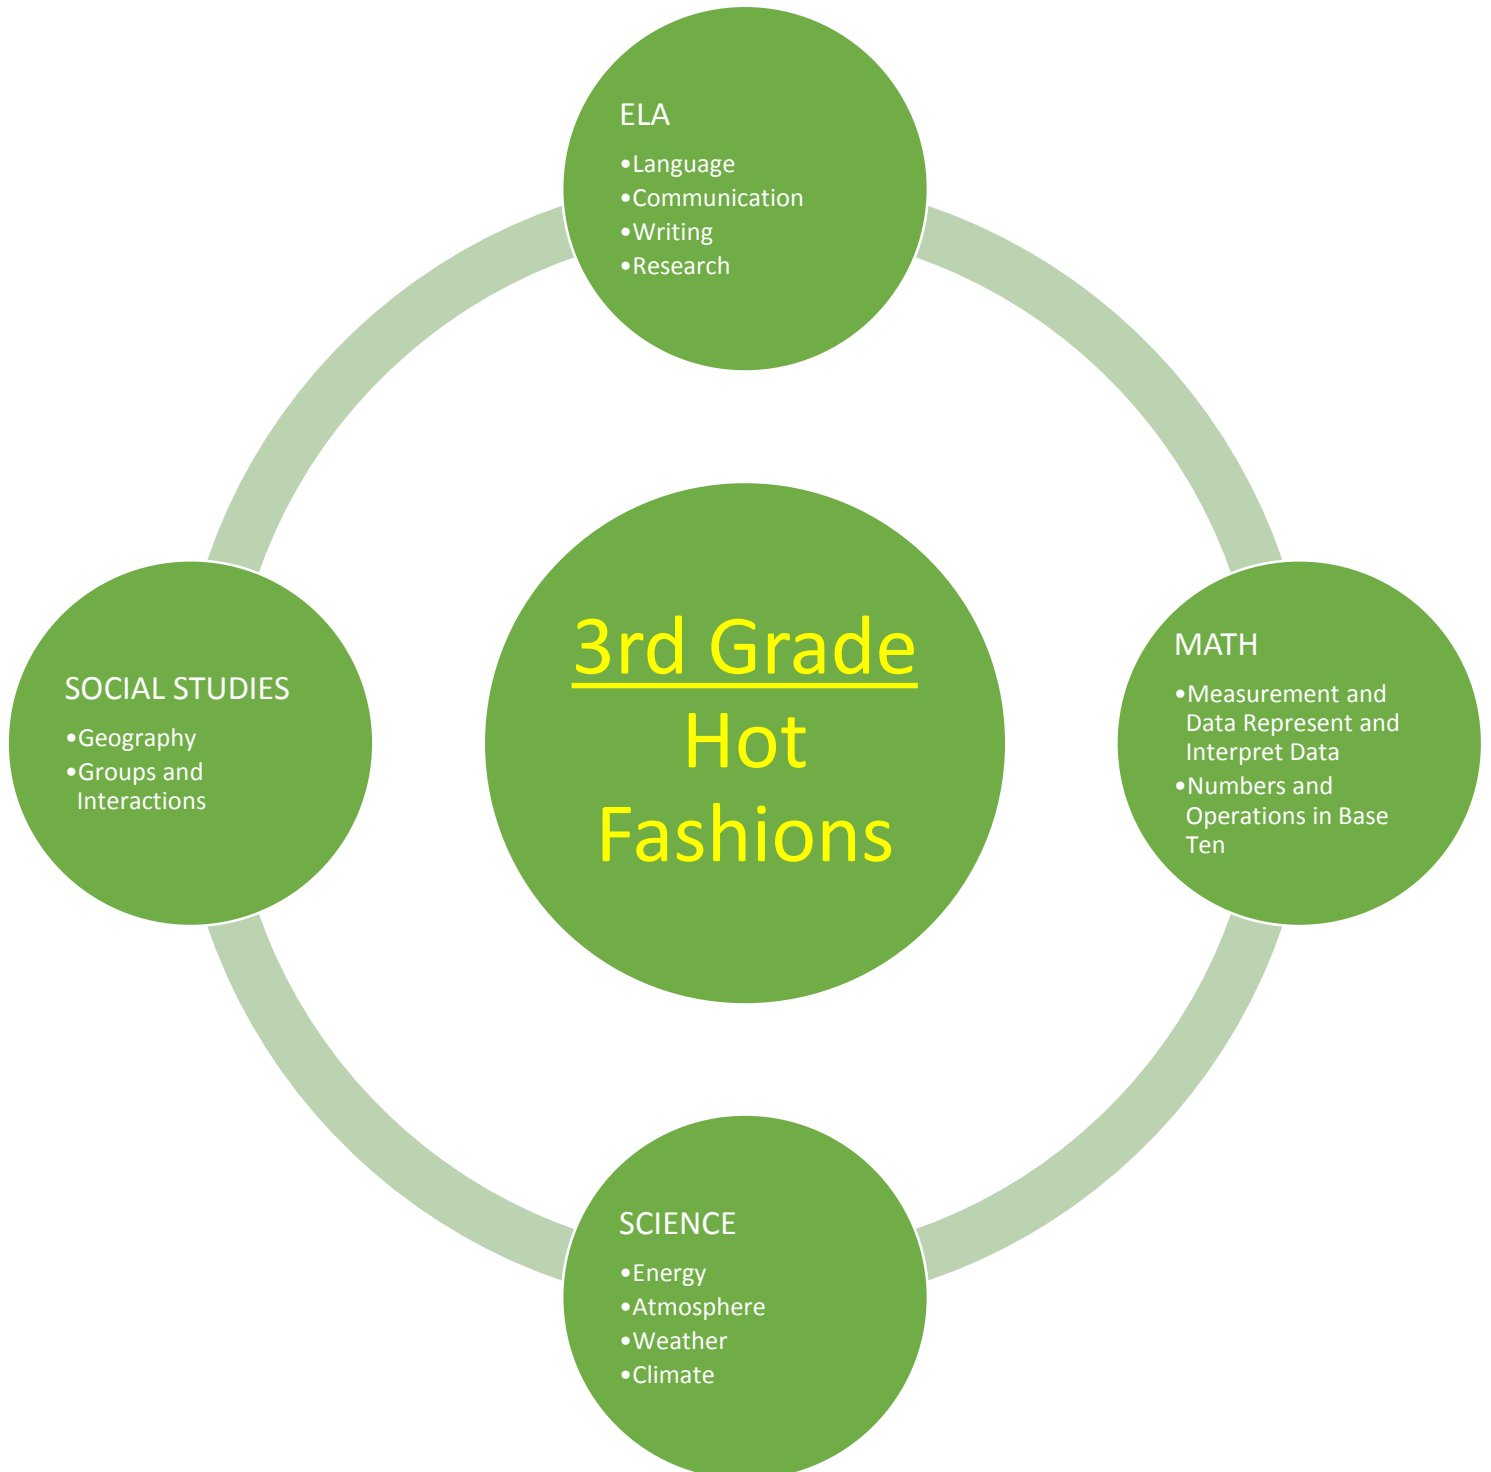 ELA
•Language
•Communication
•Writing
•Research
3rd Grade
Hot
Fashions
MATH
•Measurement and
Data Represent and
Interpret Data
•Numbers and
Operations in Base
Ten
SCIENCE
•Energy
•Atmosphere
•Weather
•Climate
SOCIAL STUDIES
•Geography
•Groups and
Interactions